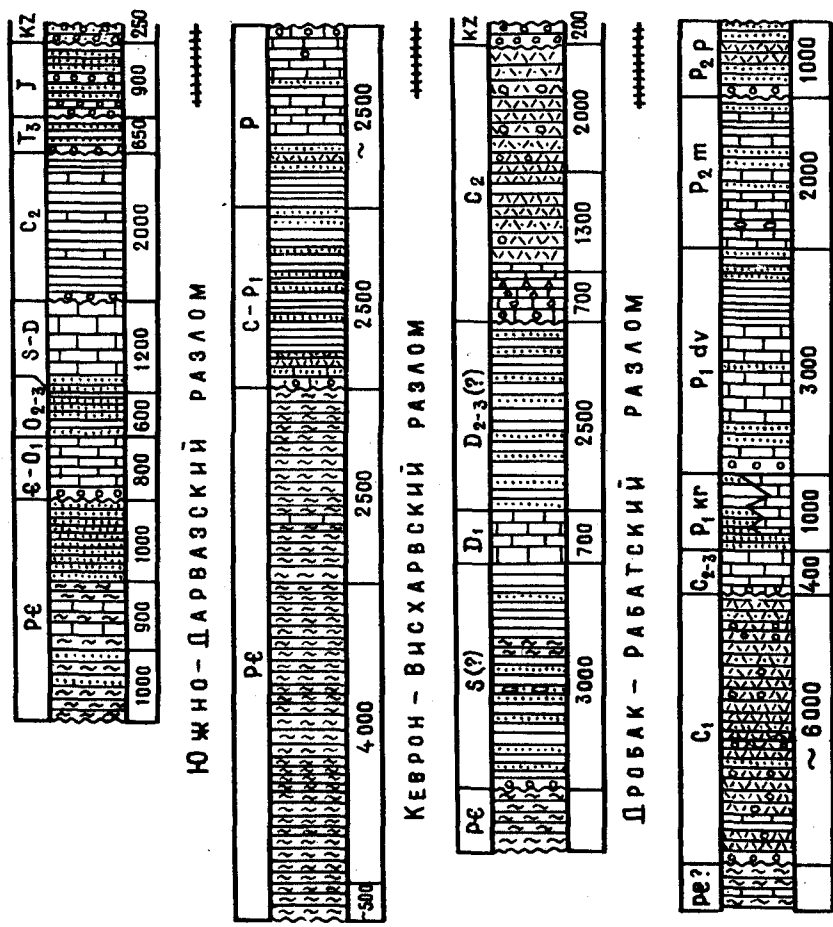 KZ
250
J
900
T₃
650
C₂
2000
S-D
1200
O₂₋₃
600
Є-O₁
800
PЄ
1000
900
1000
ЮЖНО-ДАРВАЗСКИЙ РАЗЛОМ
P
~2500
C-P₁
2500
PЄ
2500
4000
~500
КЕВРОН-ВИСХАРВСКИЙ РАЗЛОМ
KZ
200
C₂
2000
1300
700
D₂₋₃(?)
2500
D₁
700
S(?)
3000
PЄ
ДРОБАК-РАБАТСКИЙ РАЗЛОМ
P₂ p
1000
P₂ m
2000
P₁ dv
3000
P₁ кг
1000
C₂₋₃
400
C₁
~6000
PЄ?